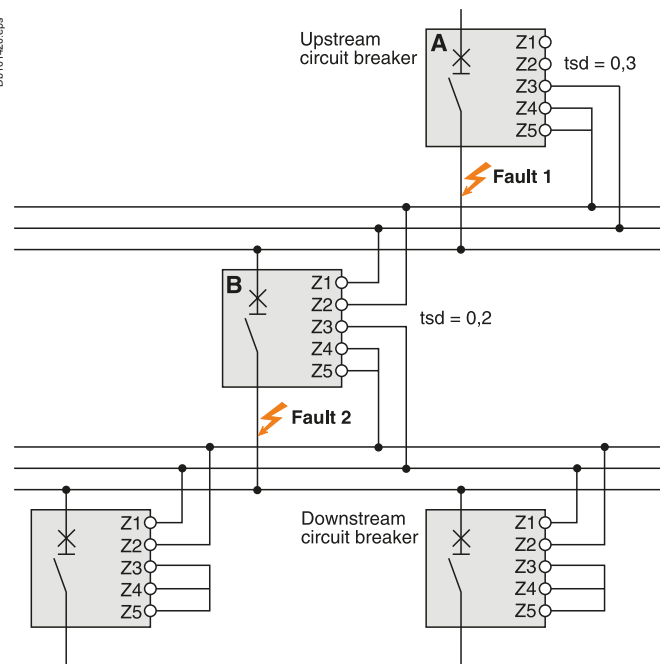 Upstream
circuit breaker
A
Z1
Z2
Z3
Z4
Z5
tsd = 0,3
Fault 1
B
Z1
Z2
Z3
Z4
Z5
tsd = 0,2
Fault 2
Z1
Z2
Z3
Z4
Z5
Downstream
circuit breaker
Z1
Z2
Z3
Z4
Z5